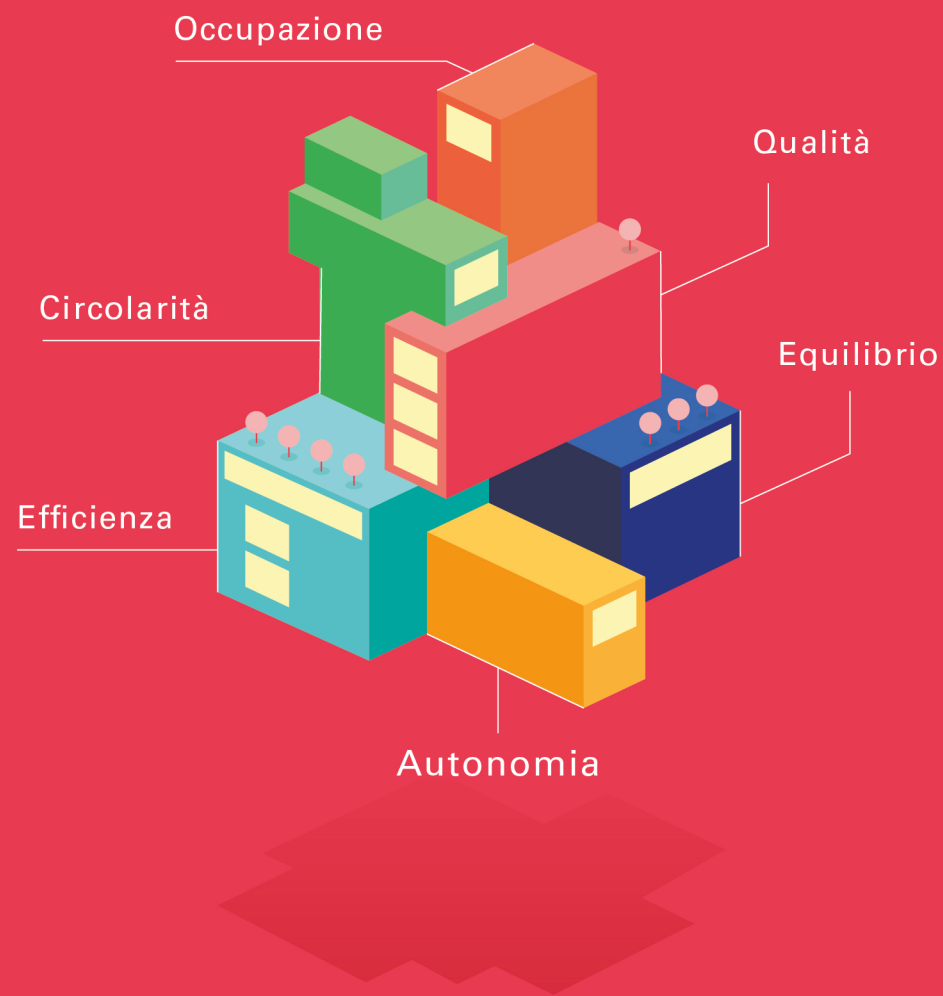 Occupazione
Qualità
Circolarità
Equilibrio
Efficienza
Autonomia